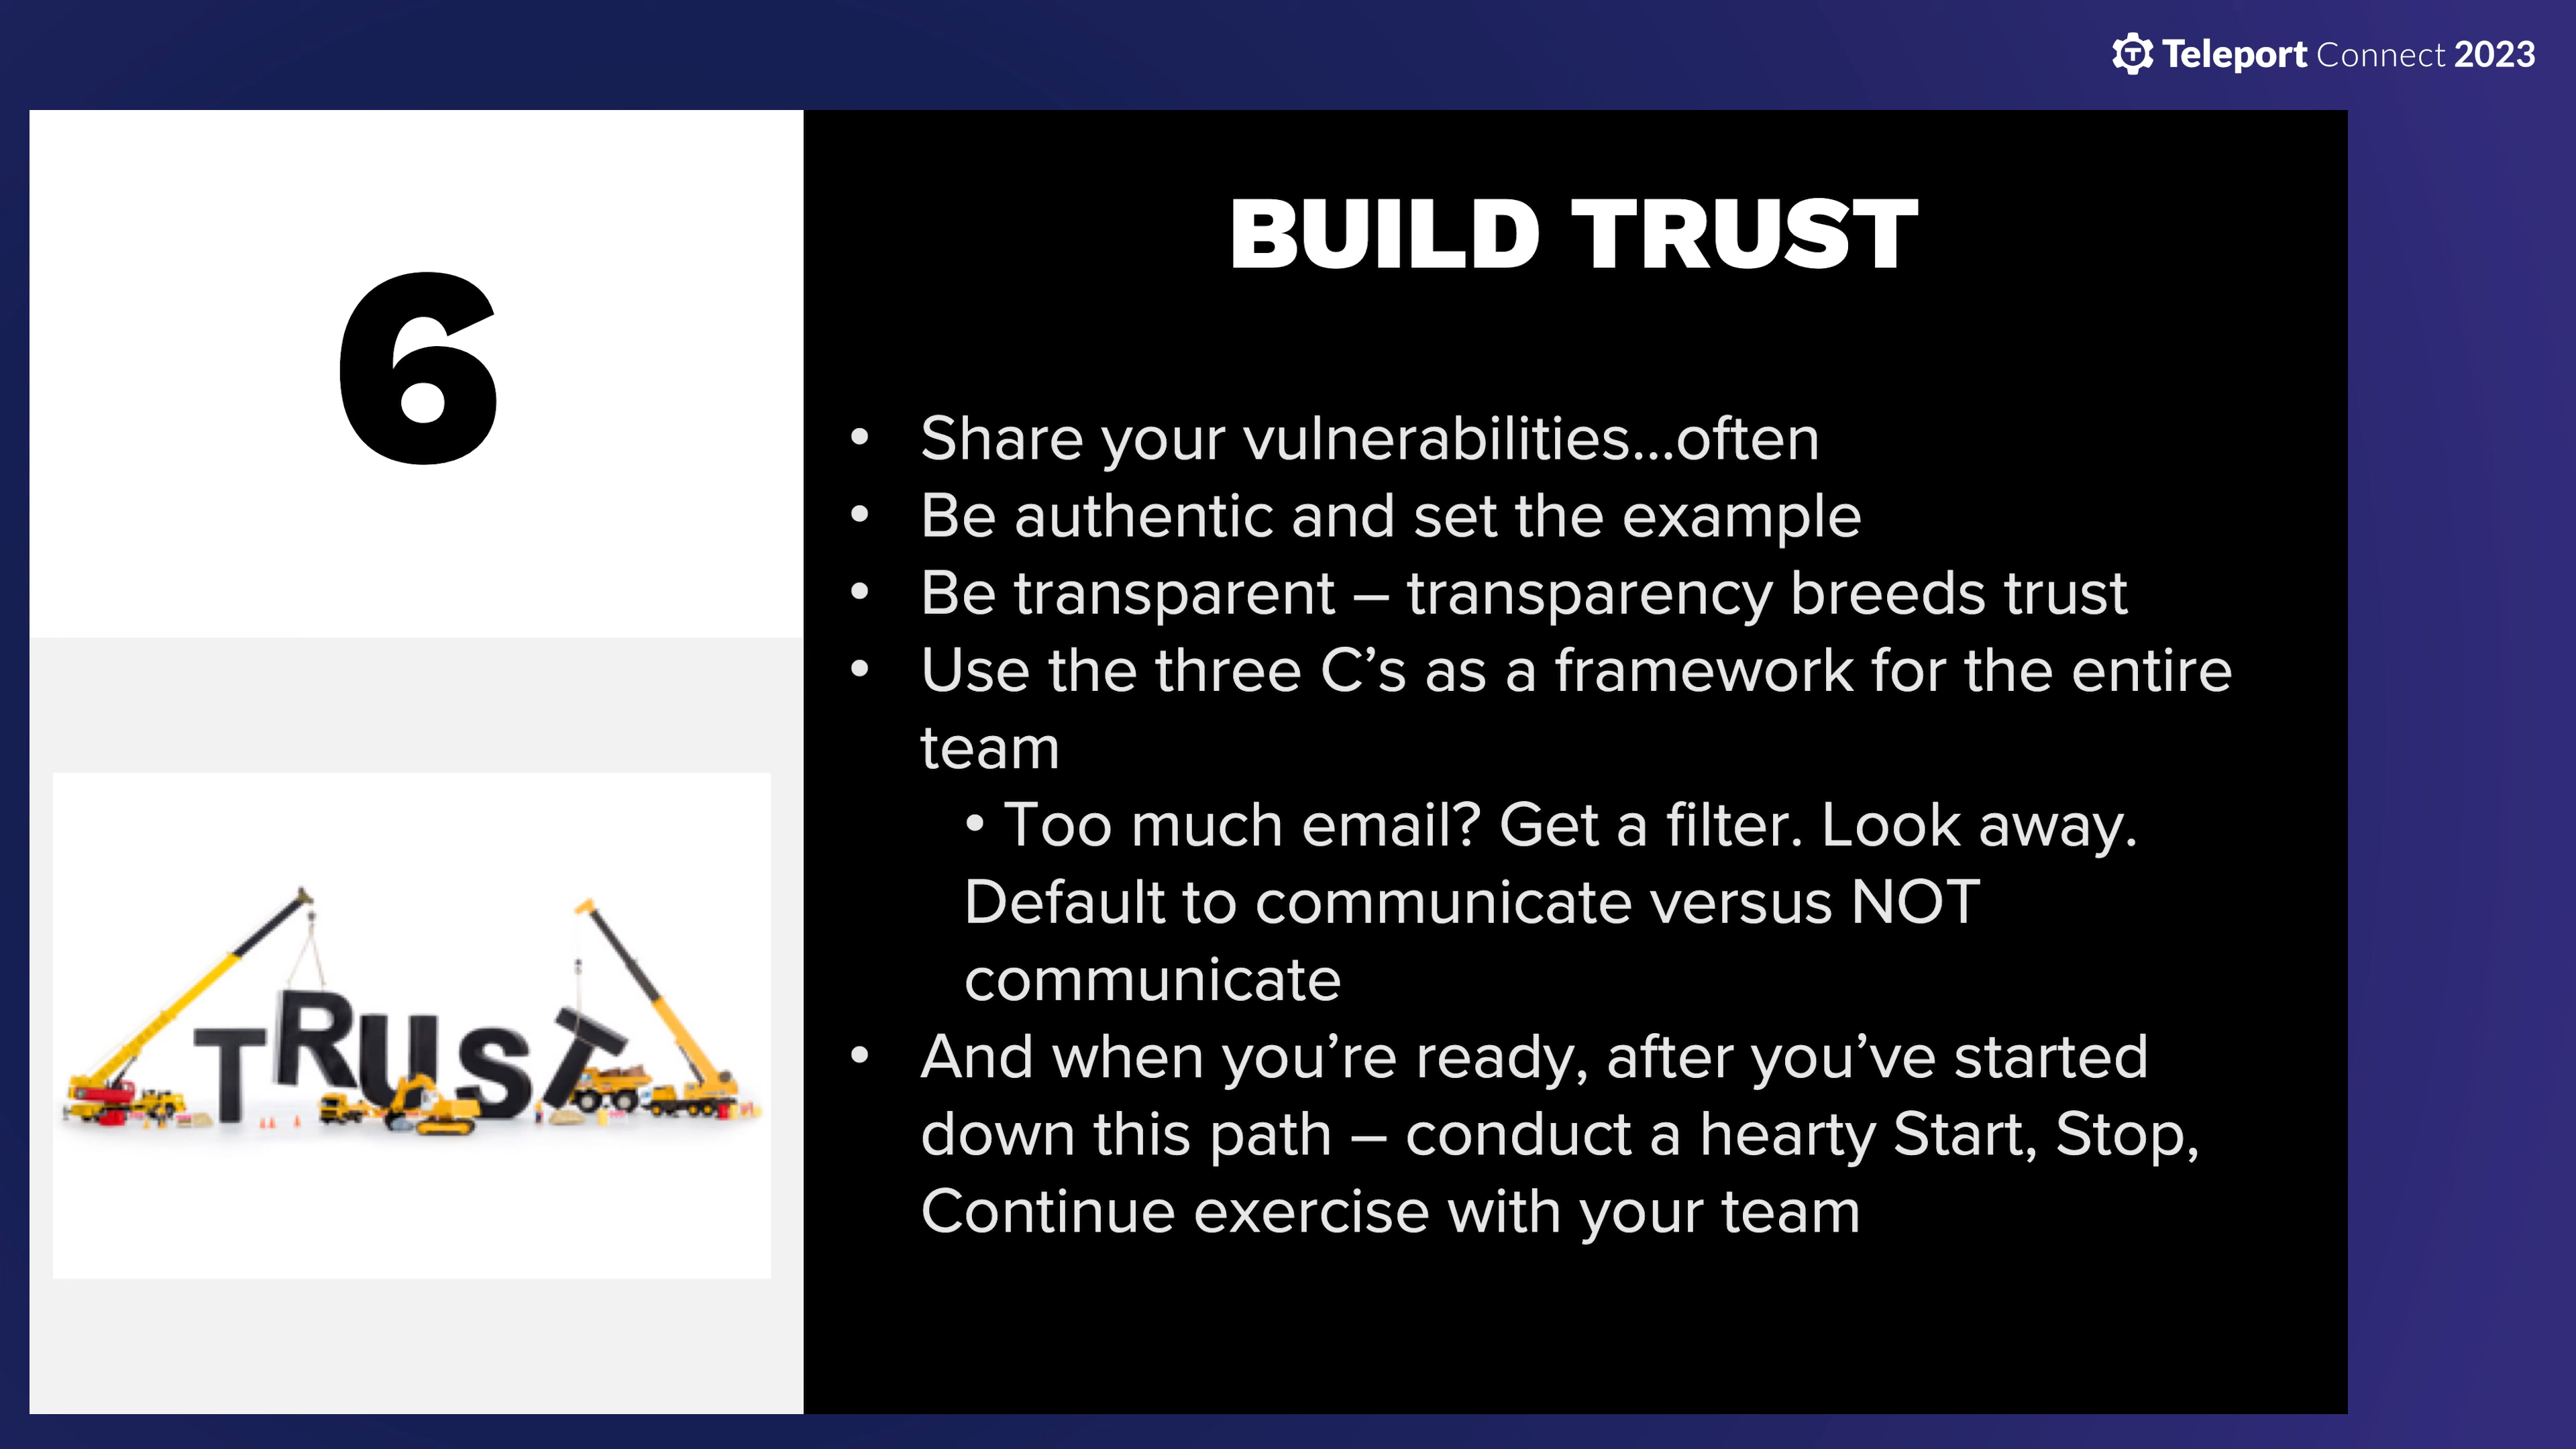 Teleport Connect 2023
6
BUILD TRUST
• Share your vulnerabilities...often
• Be authentic and set the example
• Be transparent – transparency breeds trust
• Use the three C’s as a framework for the entire
team
• Too much email? Get a filter. Look away.
Default to communicate versus NOT
communicate
• And when you’re ready, after you’ve started
down this path – conduct a hearty Start, Stop,
Continue exercise with your team
TRUST